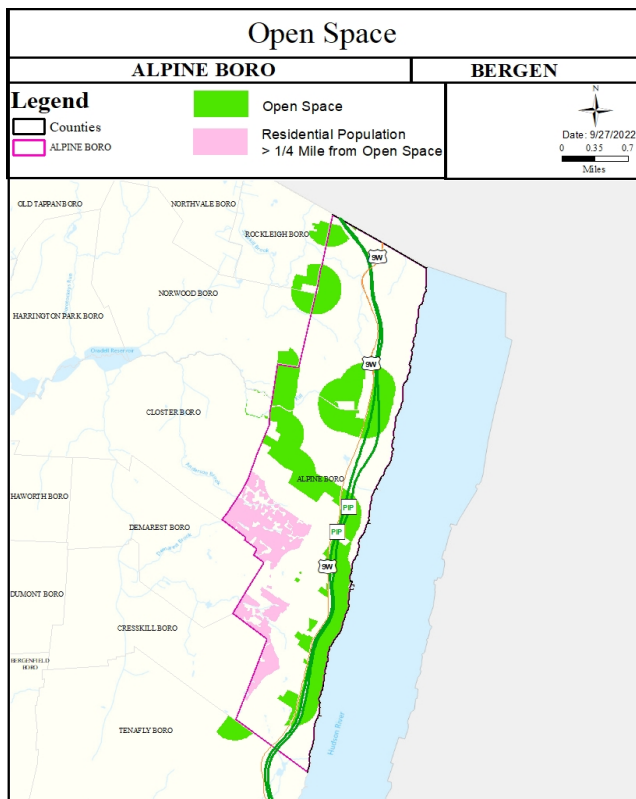 Open Space
ALPINE BORO
BERGEN
Legend
Counties
ALPINE BORO
Open Space
Residential Population
> 1/4 Mile from Open Space
N
Date: 9/27/2022
0 0.35 0.7
Miles
OLD TAPPAN BORO
NORTHVALE BORO
ROCKLEIGH BORO
9W
NORWOOD BORO
HARRINGTON PARK BORO
Oradell Reservoir
9W
CLOSTER BORO
ALPINE BORO
HAWORTH BORO
PIP
DEMAREST BORO
PIP
9W
DUMONT BORO
CRESSKILL BORO
BERGENFIELD
BORO
TENAFLY BORO
Hudson River